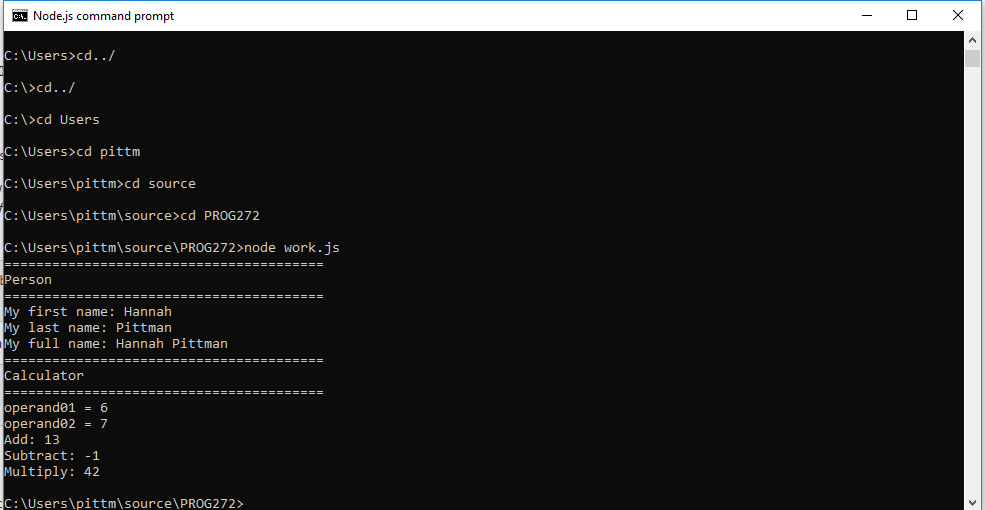 Node.js command prompt
C:\Users>cd../
C:\>cd../
C:\>cd Users
C:\Users>cd pittm
C:\Users\pittm>cd source
C:\Users\pittm\source>cd PROG272
C:\Users\pittm\source\PROG272>node work.js
========================================
Person
========================================
My first name: Hannah
My last name: Pittman
My full name: Hannah Pittman
========================================
Calculator
========================================
operand01 = 6
operand02 = 7
Add: 13
Subtract: -1
Multiply: 42
C:\Users\pittm\source\PROG272>